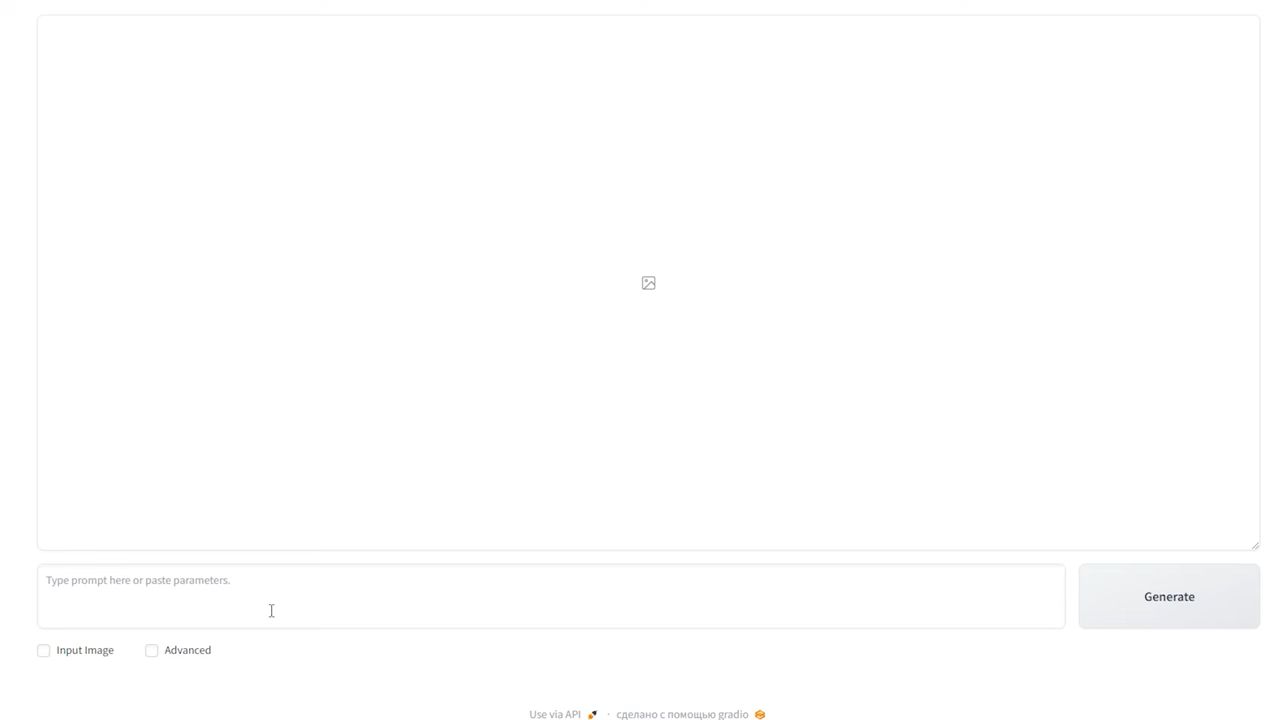 Type prompt here or paste parameters.
Generate
Input Image
Advanced
Use via API 🚀 · сделано с помощью gradio